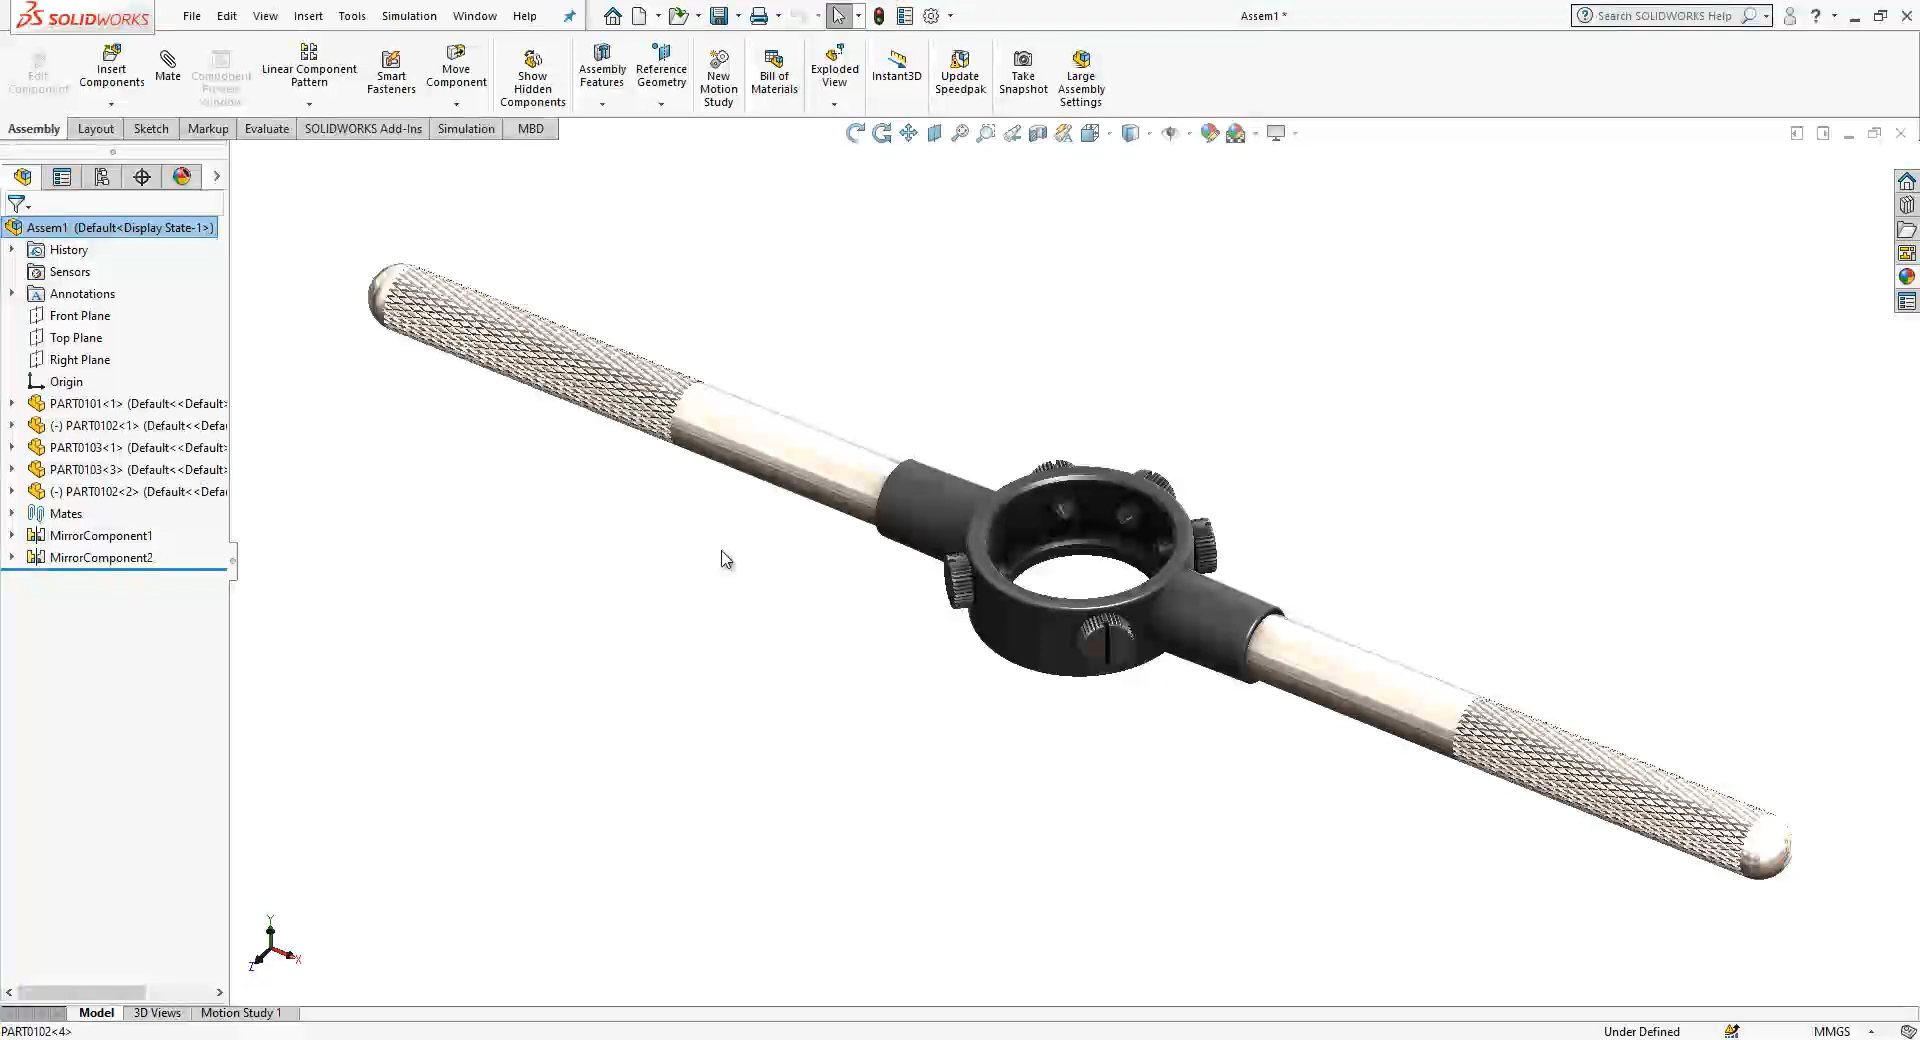 SOLIDWORKS File Edit View Insert Tools Simulation Window Help Assem1 * Search SOLIDWORKS Help
Edit Component
Insert Components
Mate
Component Preview Window
Linear Component Pattern
Smart Fasteners
Move Component
Show Hidden Components
Assembly Features
Reference Geometry
New Motion Study
Bill of Materials
Exploded View
Instant3D
Update Speedpak
Take Snapshot
Large Assembly Settings
Assembly Layout Sketch Markup Evaluate SOLIDWORKS Add-Ins Simulation MBD
Assem1 (Default<Display State-1>)
History
Sensors
Annotations
Front Plane
Top Plane
Right Plane
Origin
PART0101<1> (Default<<Default>
(-) PART0102<1> (Default<<Defa
PART0103<1> (Default<<Default>
PART0103<3> (Default<<Default>
(-) PART0102<2> (Default<<Defa
Mates
MirrorComponent1
MirrorComponent2
Y
Z
X
Model 3D Views Motion Study 1
PART0102<4> Under Defined MMGS